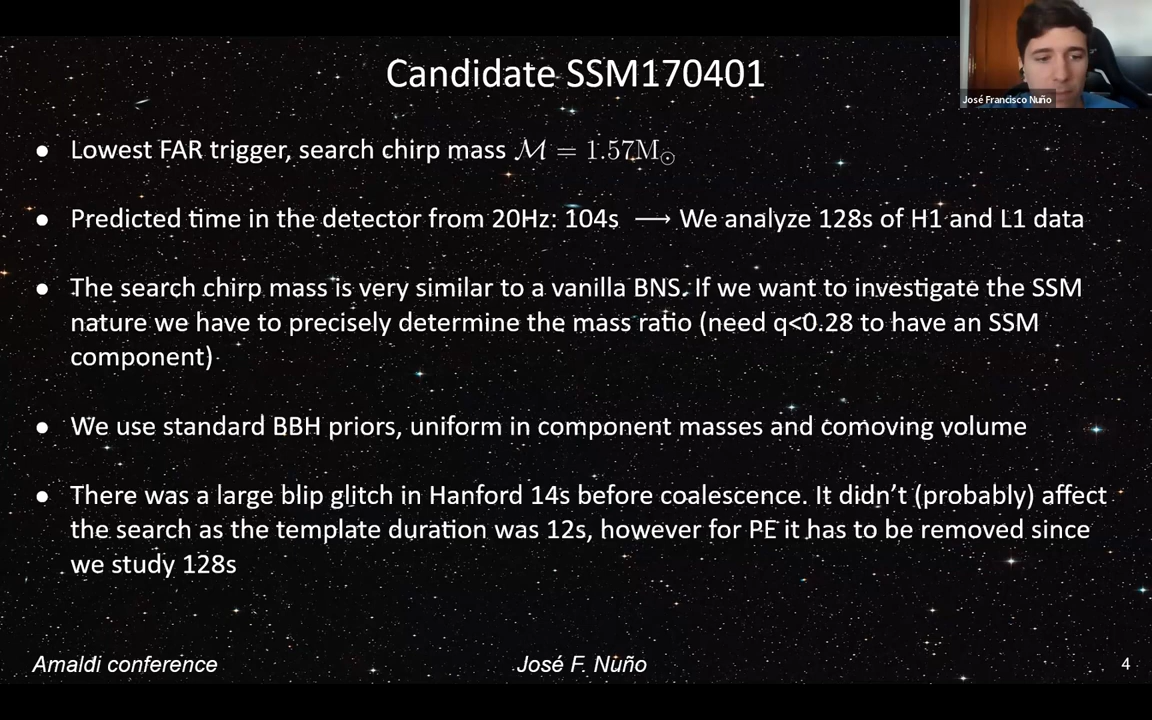 Candidate SSM170401
José Francisco Nuño
● Lowest FAR trigger, search chirp mass ℳ = 1.57M☉
● Predicted time in the detector from 20Hz: 104s ⟶ We analyze 128s of H1 and L1 data
● The search chirp mass is very similar to a vanilla BNS. If we want to investigate the SSM
nature we have to precisely determine the mass ratio (need q<0.28 to have an SSM
component)
● We use standard BBH priors, uniform in component masses and comoving volume
● There was a large blip glitch in Hanford 14s before coalescence. It didn’t (probably) affect
the search as the template duration was 12s, however for PE it has to be removed since
we study 128s
Amaldi conference
José F. Nuño
4